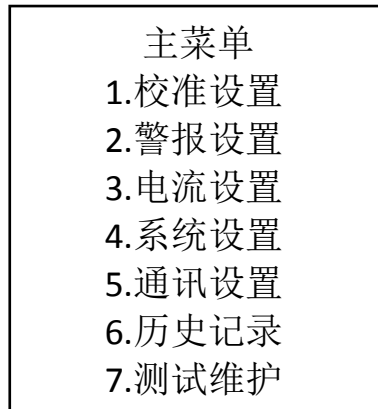 主菜单
1.校准设置
2.警报设置
3.电流设置
4.系统设置
5.通讯设置
6.历史记录
7.测试维护